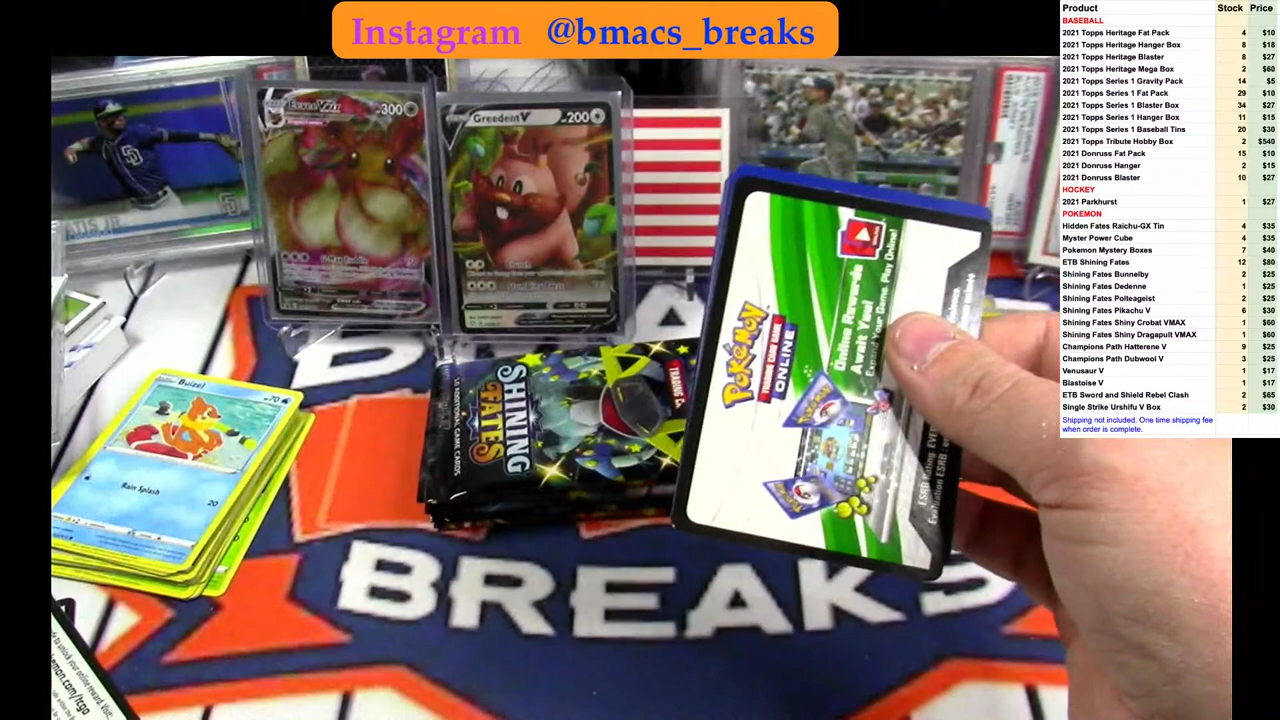 Instagram @bmacs_breaks
Product Stock Price
BASEBALL
2021 Topps Heritage Fat Pack 4 $10
2021 Topps Heritage Hanger Box 8 $18
2021 Topps Heritage Blaster 8 $27
2021 Topps Heritage Mega Box 2 $60
2021 Topps Series 1 Gravity Pack 14 $5
2021 Topps Series 1 Fat Pack 29 $10
2021 Topps Series 1 Blaster Box 34 $27
2021 Topps Series 1 Hanger Box 11 $15
2021 Topps Series 1 Baseball Tins 20 $30
2021 Topps Tribute Hobby Box 2 $540
2021 Donruss Fat Pack 15 $10
2021 Donruss Hanger 2 $15
2021 Donruss Blaster 10 $27
HOCKEY
2021 Parkhurst 1 $27
POKEMON
Hidden Fates Raichu-GX Tin 4 $35
Myster Power Cube 4 $35
Pokemon Mystery Boxes 7 $40
ETB Shining Fates 12 $80
Shining Fates Bunnelby 2 $25
Shining Fates Dedenne 1 $25
Shining Fates Polteageist 2 $25
Shining Fates Pikachu V 6 $30
Shining Fates Shiny Crobat VMAX 1 $60
Shining Fates Shiny Dragapult VMAX 1 $60
Champions Path Hatterene V 9 $25
Champions Path Dubwool V 3 $25
Venusaur V 1 $17
Blastoise V 1 $17
ETB Sword and Shield Rebel Clash 2 $65
Single Strike Urshifu V Box 2 $30
Shipping not included. One time shipping fee
when order is complete.
Eevee VMAX 300
Greedent V 200
Buizel 70
Rain Splash 20
SHINING
FATES
10 ADDITIONAL GAME CARDS
Pokémon
TRADING CARD GAME
ONLINE
Online Rewards
Await You!
Expand Your Game. Play Online!
BREAKS